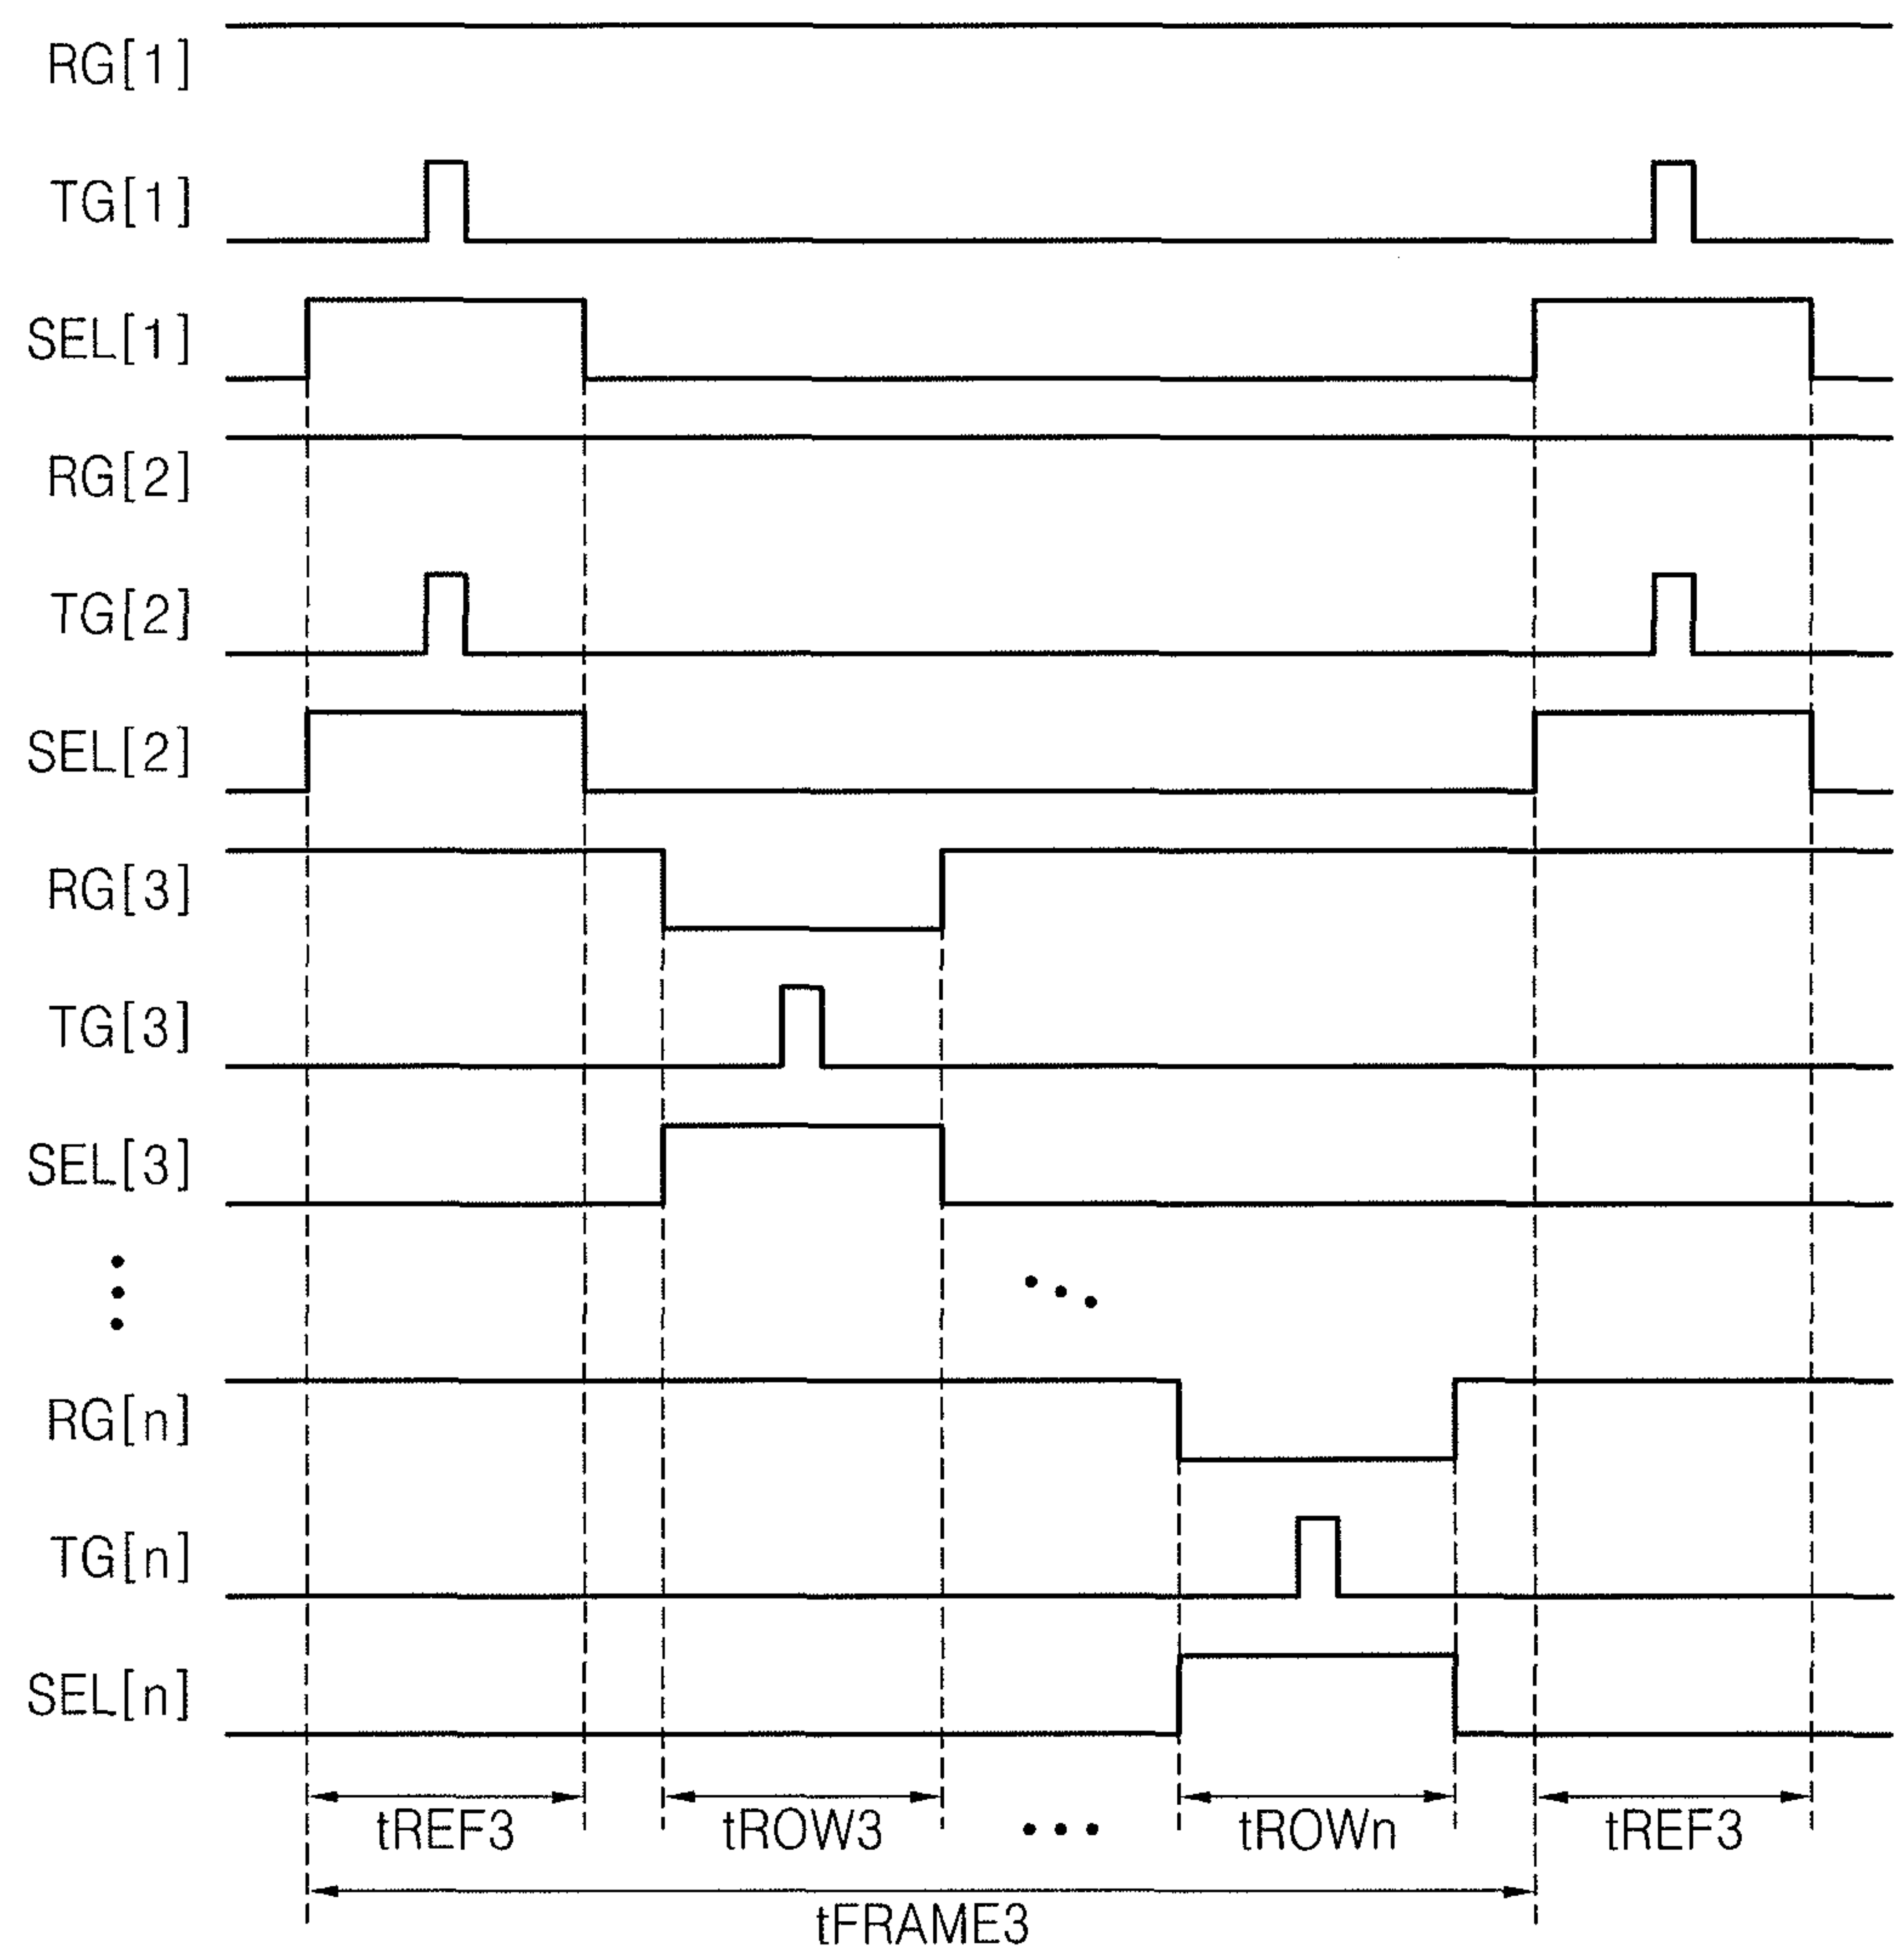 RG[1]
TG[1]
SEL[1]
RG[2]
TG[2]
SEL[2]
RG[3]
TG[3]
SEL[3]
RG[n]
TG[n]
SEL[n]
tREF3 tROW3 tROWn tREF3
tFRAME3